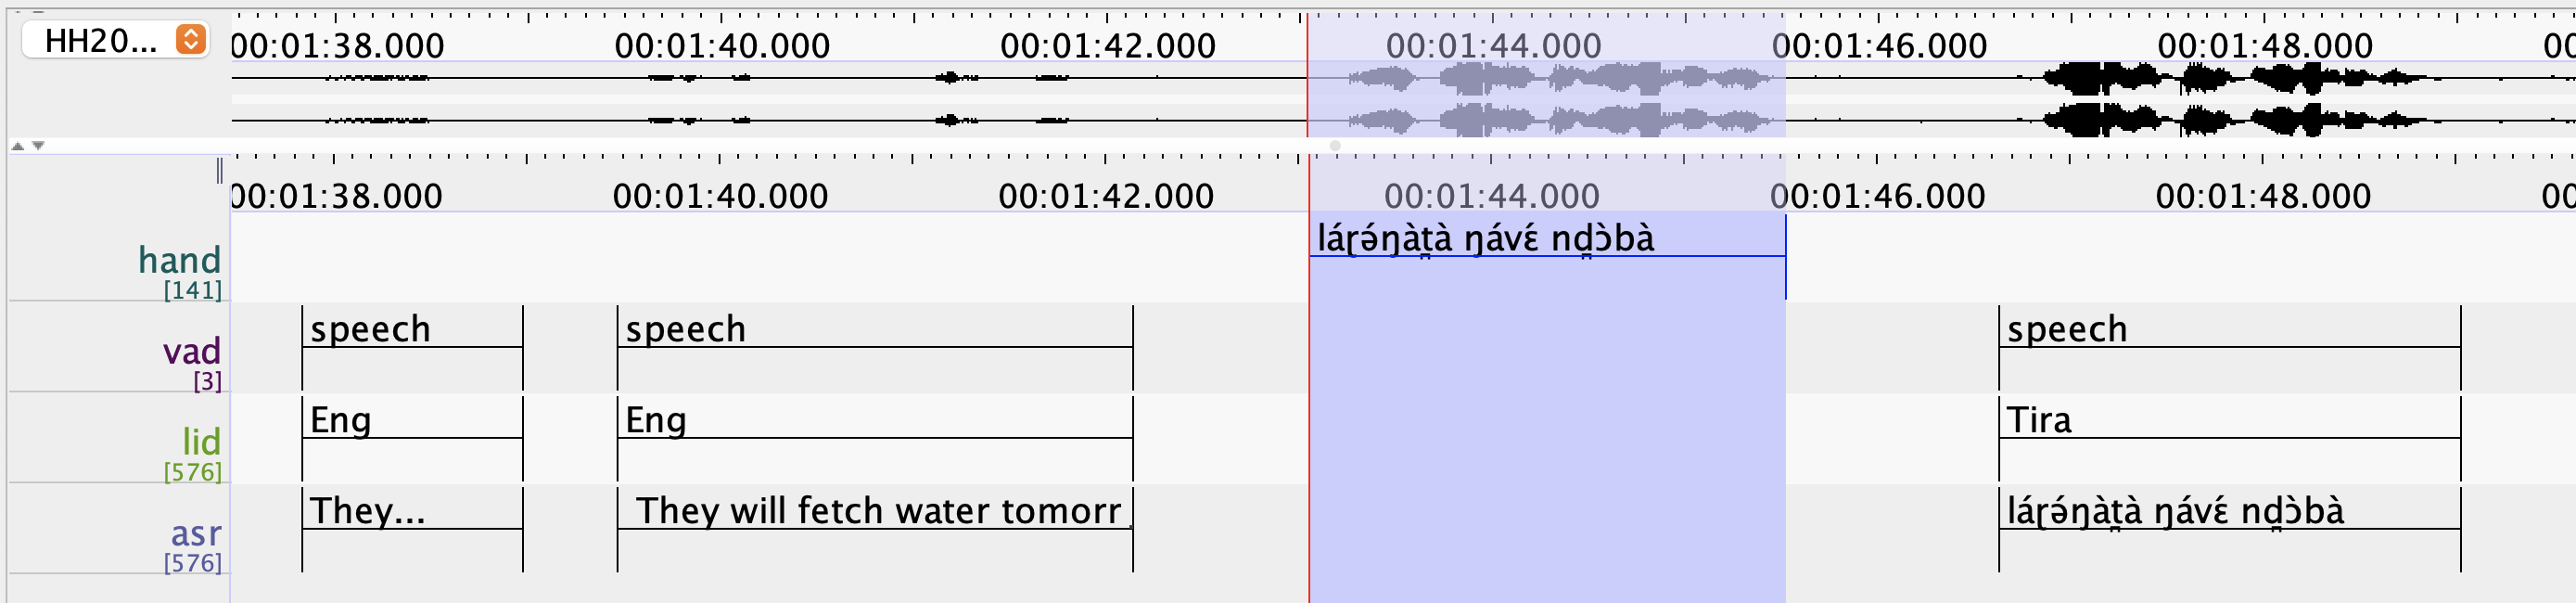 HH20...
00:01:38.000 00:01:40.000 00:01:42.000 00:01:44.000 00:01:46.000 00:01:48.000 00
00:01:38.000 00:01:40.000 00:01:42.000 00:01:44.000 00:01:46.000 00:01:48.000 00
hand
[141]
láɽə́ŋàt̪à ŋávɛ́ nd̪ɔ̀bà
vad
[3]
speech speech speech
lid
[576]
Eng Eng Tira
asr
[576]
They... They will fetch water tomorr láɽə́ŋàt̪à ŋávɛ́ nd̪ɔ̀bà